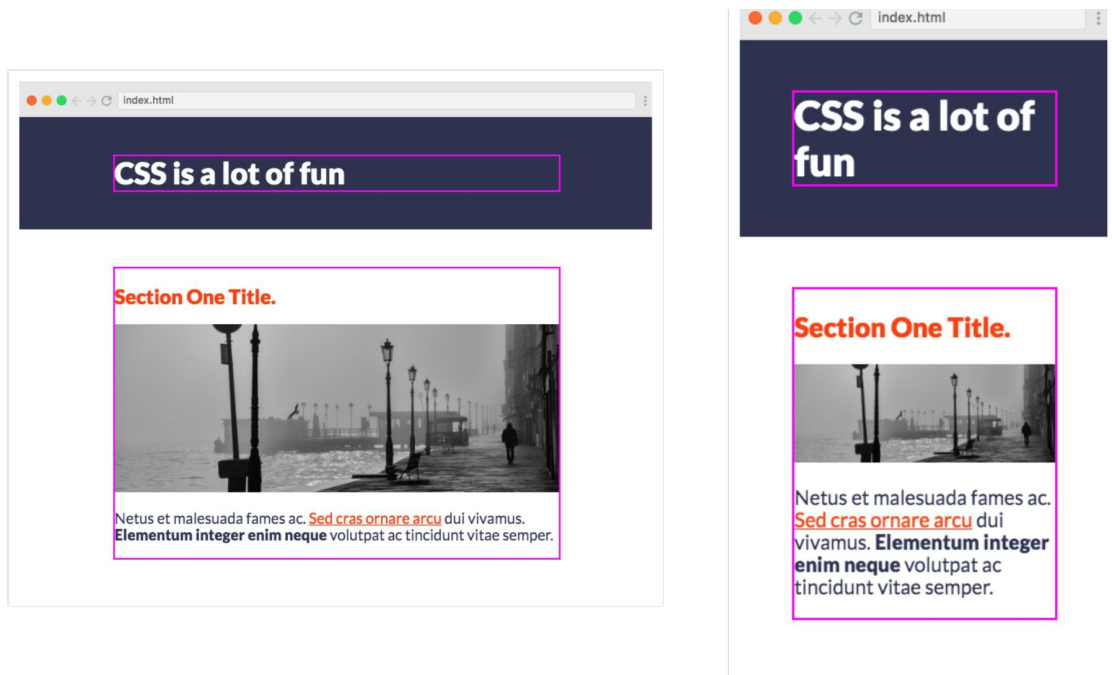 index.html
CSS is a lot of fun
Section One Title.
Netus et malesuada fames ac. Sed cras ornare arcu dui vivamus.
Elementum integer enim neque volutpat ac tincidunt vitae semper.
index.html
CSS is a lot of
fun
Section One Title.
Netus et malesuada fames ac.
Sed cras ornare arcu dui
vivamus. Elementum integer
enim neque volutpat ac
tincidunt vitae semper.